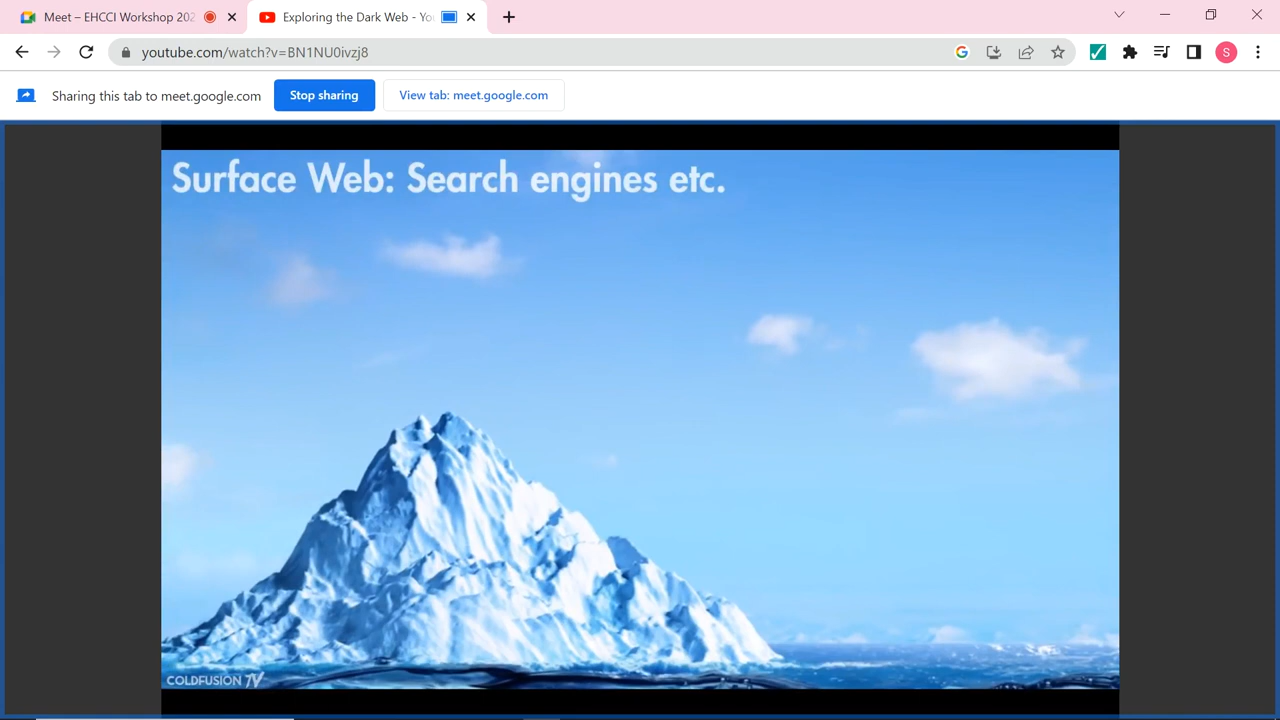 Meet – EHCCI Workshop 202
Exploring the Dark Web - Yo
youtube.com/watch?v=BN1NU0ivzj8
S
Sharing this tab to meet.google.com
Stop sharing
View tab: meet.google.com
Surface Web: Search engines etc.
COLDFUSION TV